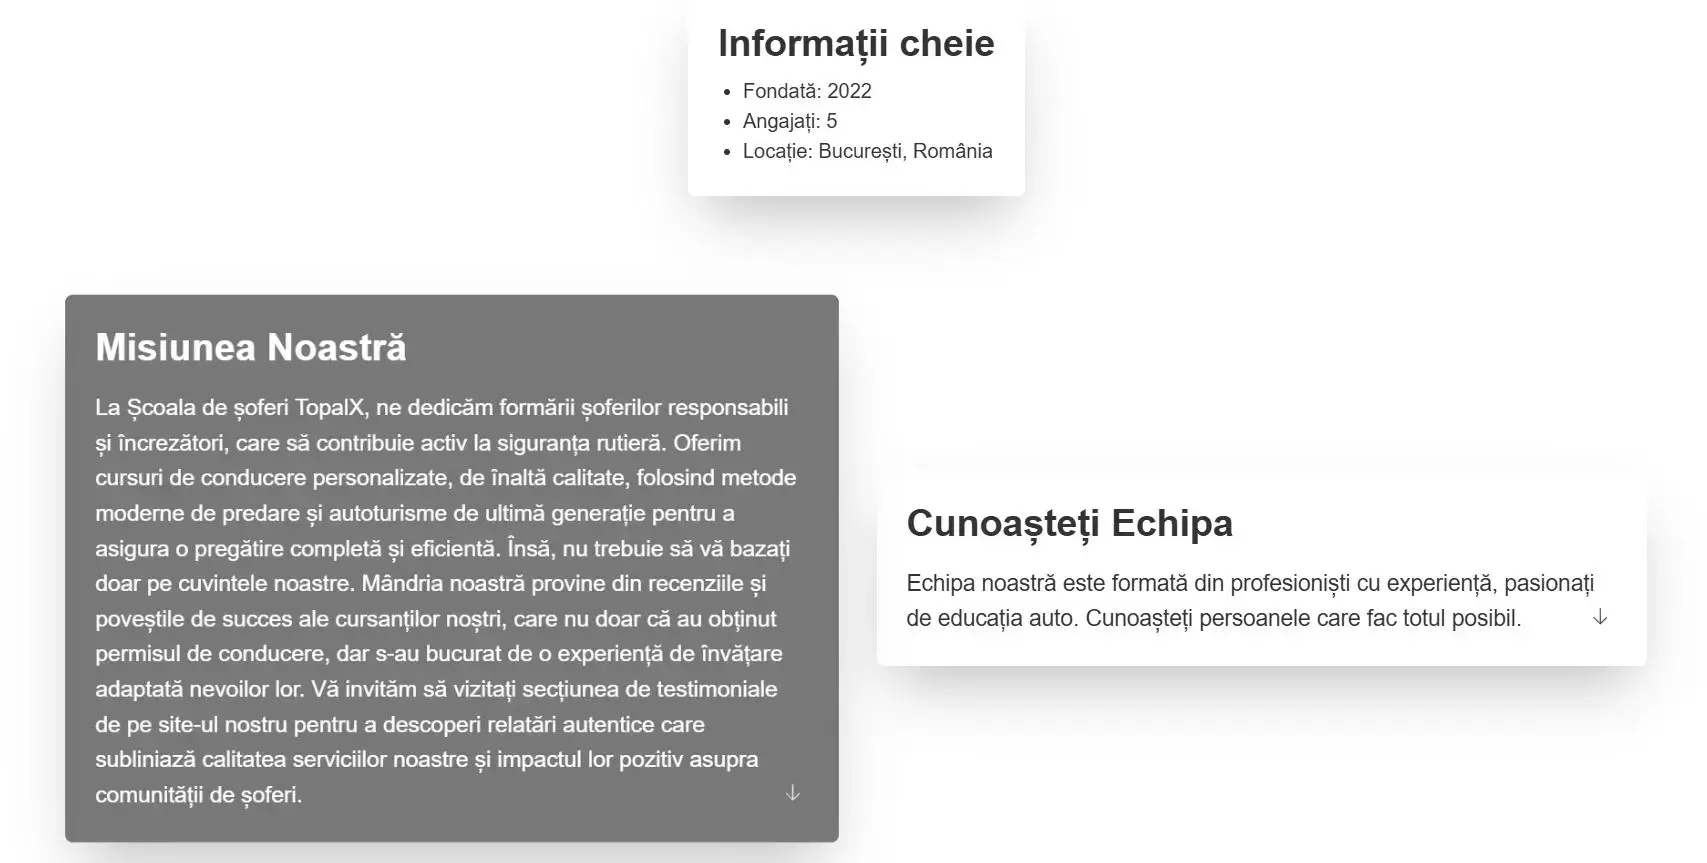 Informații cheie
Fondată: 2022
Angajați: 5
Locație: București, România
Misiunea Noastră
La Școala de șoferi TopalX, ne dedicăm formării șoferilor responsabili
și încrezători, care să contribuie activ la siguranța rutieră. Oferim
cursuri de conducere personalizate, de înaltă calitate, folosind metode
moderne de predare și autoturisme de ultimă generație pentru a
asigura o pregătire completă și eficientă. Însă, nu trebuie să vă bazați
doar pe cuvintele noastre. Mândria noastră provine din recenziile și
poveștile de succes ale cursanților noștri, care nu doar că au obținut
permisul de conducere, dar s-au bucurat de o experiență de învățare
adaptată nevoilor lor. Vă invităm să vizitați secțiunea de testimoniale
de pe site-ul nostru pentru a descoperi relatări autentice care
subliniază calitatea serviciilor noastre și impactul lor pozitiv asupra
comunității de șoferi.
Cunoașteți Echipa
Echipa noastră este formată din profesioniști cu experiență, pasionați
de educația auto. Cunoașteți persoanele care fac totul posibil.